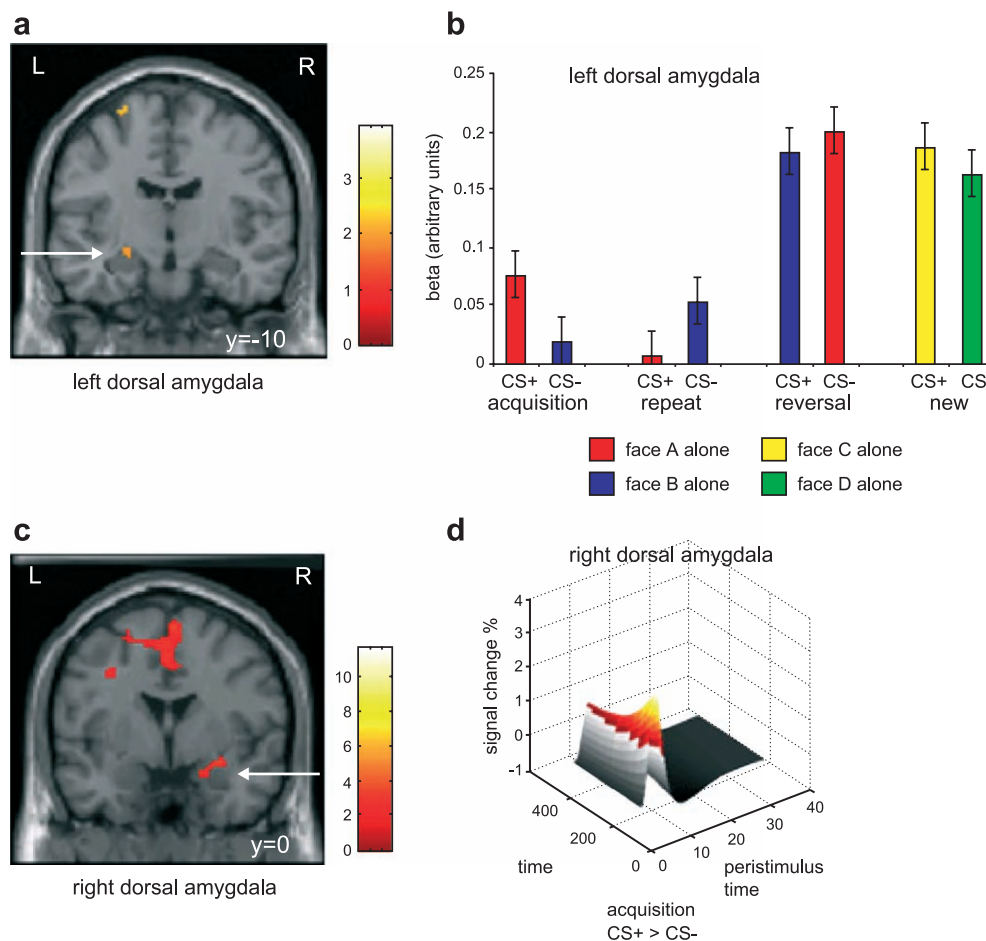 a
L
R
3
2
1
0
y=-10
left dorsal amygdala
b
left dorsal amygdala
beta (arbitrary units)
0.25
0.2
0.15
0.1
0.05
0
CS+ CS- CS+ CS- CS+ CS- CS+ CS
acquisition repeat reversal new
face A alone
face B alone
face C alone
face D alone
c
L
R
10
8
6
4
2
0
y=0
right dorsal amygdala
d
right dorsal amygdala
signal change %
4
3
2
1
0
-1
400
200
0
time
0
10
20
30
40
peristimulus
time
acquisition
CS+ > CS-